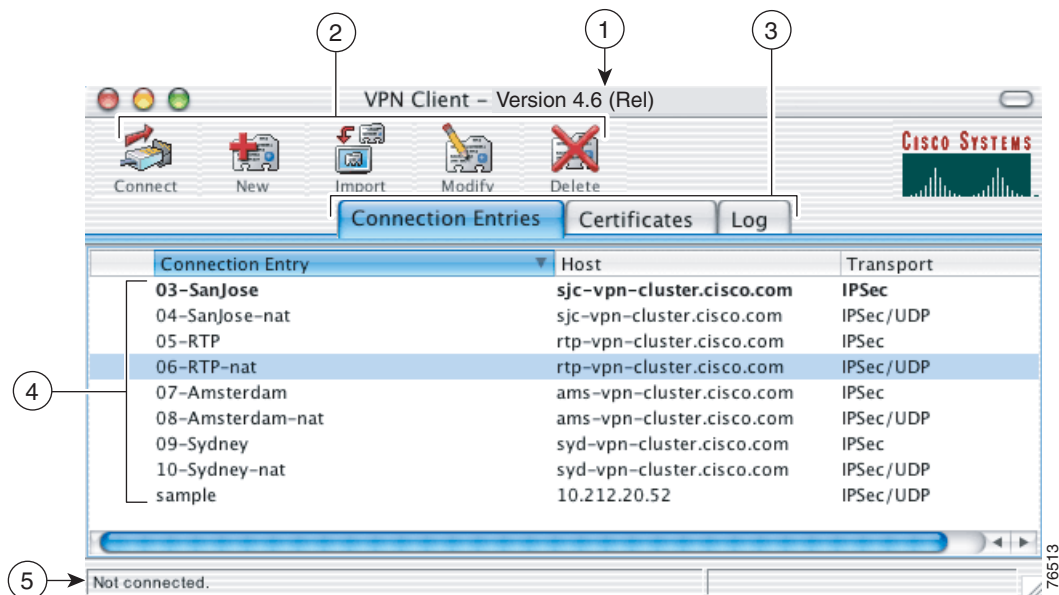 2
1
3
VPN Client – Version 4.6 (Rel)
CISCO SYSTEMS
Connect New Import Modify Delete
Connection Entries Certificates Log
Connection Entry Host Transport
03-SanJose sjc-vpn-cluster.cisco.com IPSec
04-SanJose-nat sjc-vpn-cluster.cisco.com IPSec/UDP
05-RTP rtp-vpn-cluster.cisco.com IPSec
06-RTP-nat rtp-vpn-cluster.cisco.com IPSec/UDP
4
07-Amsterdam ams-vpn-cluster.cisco.com IPSec
08-Amsterdam-nat ams-vpn-cluster.cisco.com IPSec/UDP
09-Sydney syd-vpn-cluster.cisco.com IPSec
10-Sydney-nat syd-vpn-cluster.cisco.com IPSec/UDP
sample 10.212.20.52 IPSec/UDP
5
Not connected.
76513